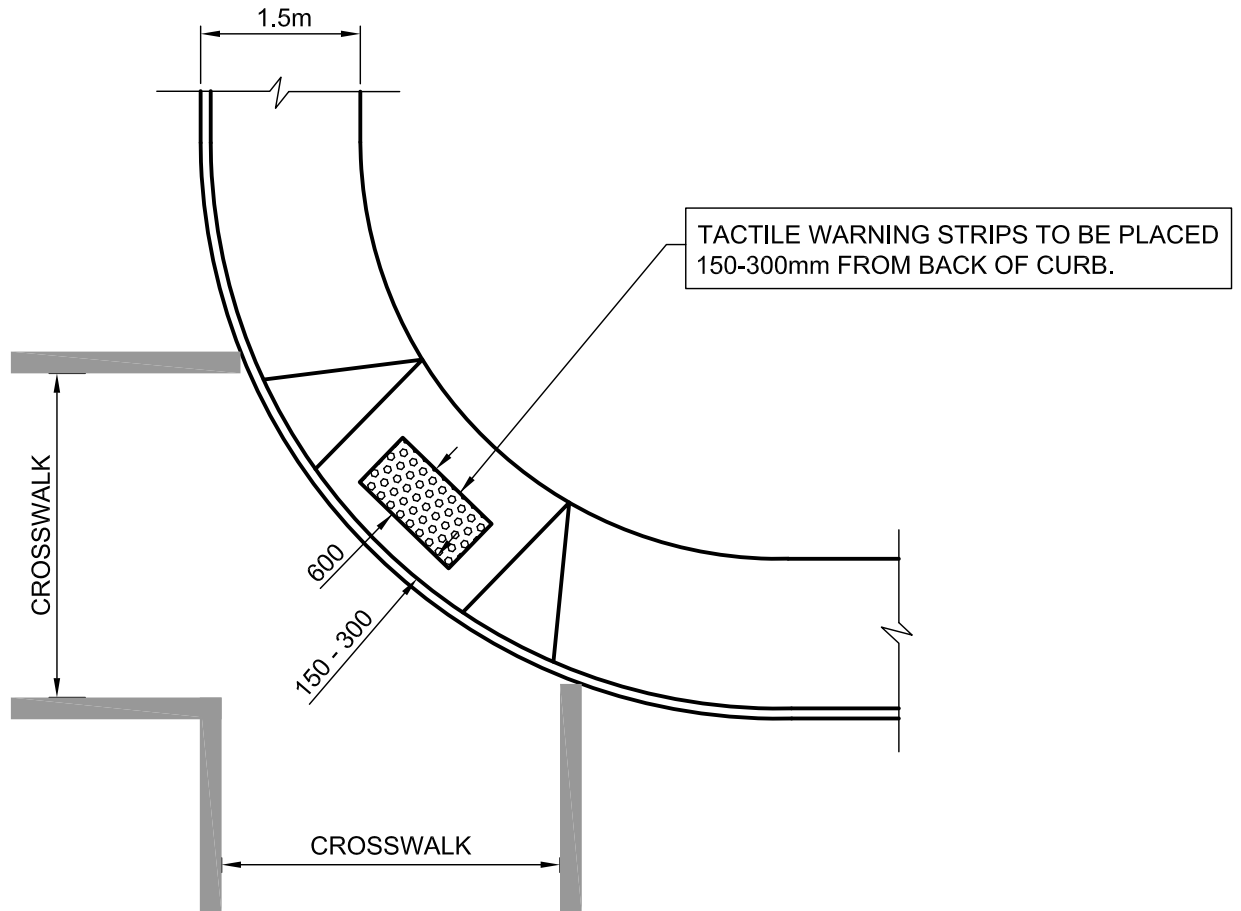 1.5m
TACTILE WARNING STRIPS TO BE PLACED
150-300mm FROM BACK OF CURB.
CROSSWALK
600
150 - 300
CROSSWALK